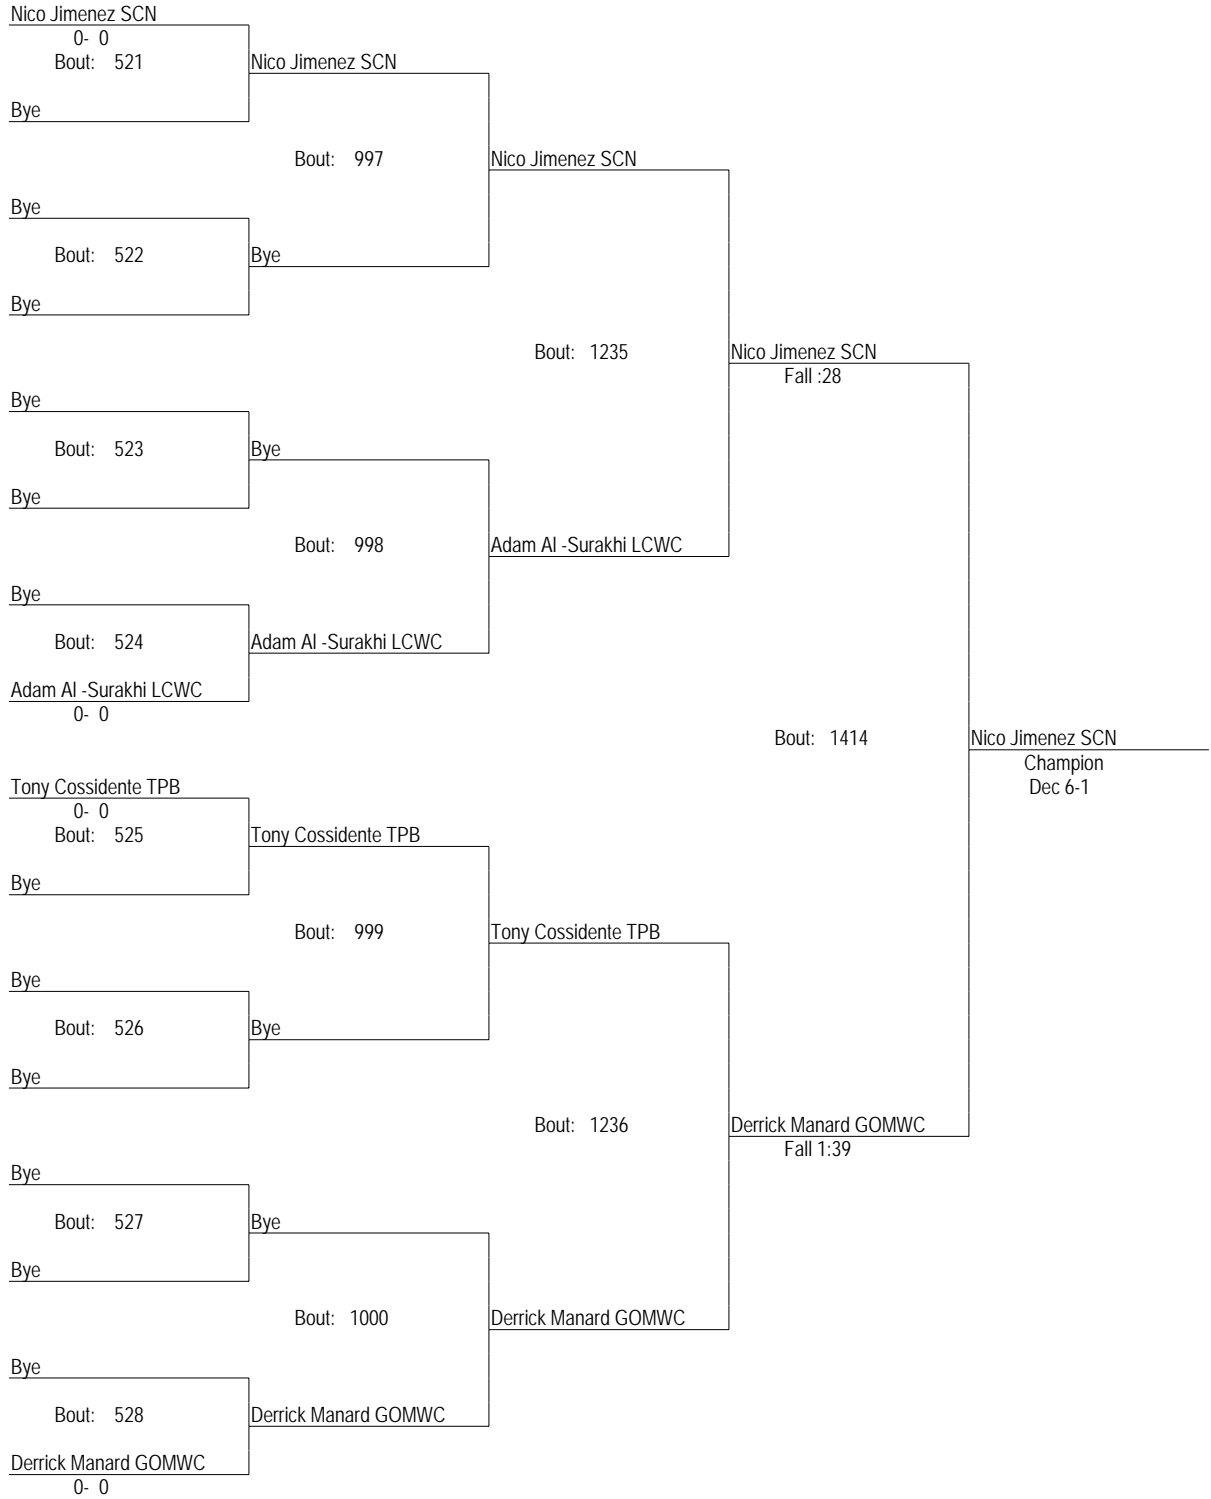 Nico Jimenez SCN
0- 0
Bout: 521
Nico Jimenez SCN
Bye
Bout: 997
Nico Jimenez SCN
Bye
Bout: 522
Bye
Bye
Bout: 1235
Nico Jimenez SCN
Fall :28
Bye
Bout: 523
Bye
Bye
Bout: 998
Adam Al -Surakhi LCWC
Bye
Bout: 524
Adam Al -Surakhi LCWC
Adam Al -Surakhi LCWC
0- 0
Bout: 1414
Nico Jimenez SCN
Champion
Dec 6-1
Tony Cossidente TPB
0- 0
Bout: 525
Tony Cossidente TPB
Bye
Bout: 999
Tony Cossidente TPB
Bye
Bout: 526
Bye
Bye
Bout: 1236
Derrick Manard GOMWC
Fall 1:39
Bye
Bout: 527
Bye
Bye
Bout: 1000
Derrick Manard GOMWC
Bye
Bout: 528
Derrick Manard GOMWC
Derrick Manard GOMWC
0- 0